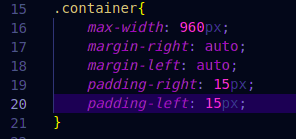 15 .container{
16 max-width: 960px;
17 margin-right: auto;
18 margin-left: auto;
19 padding-right: 15px;
20 padding-left: 15px;
21 }